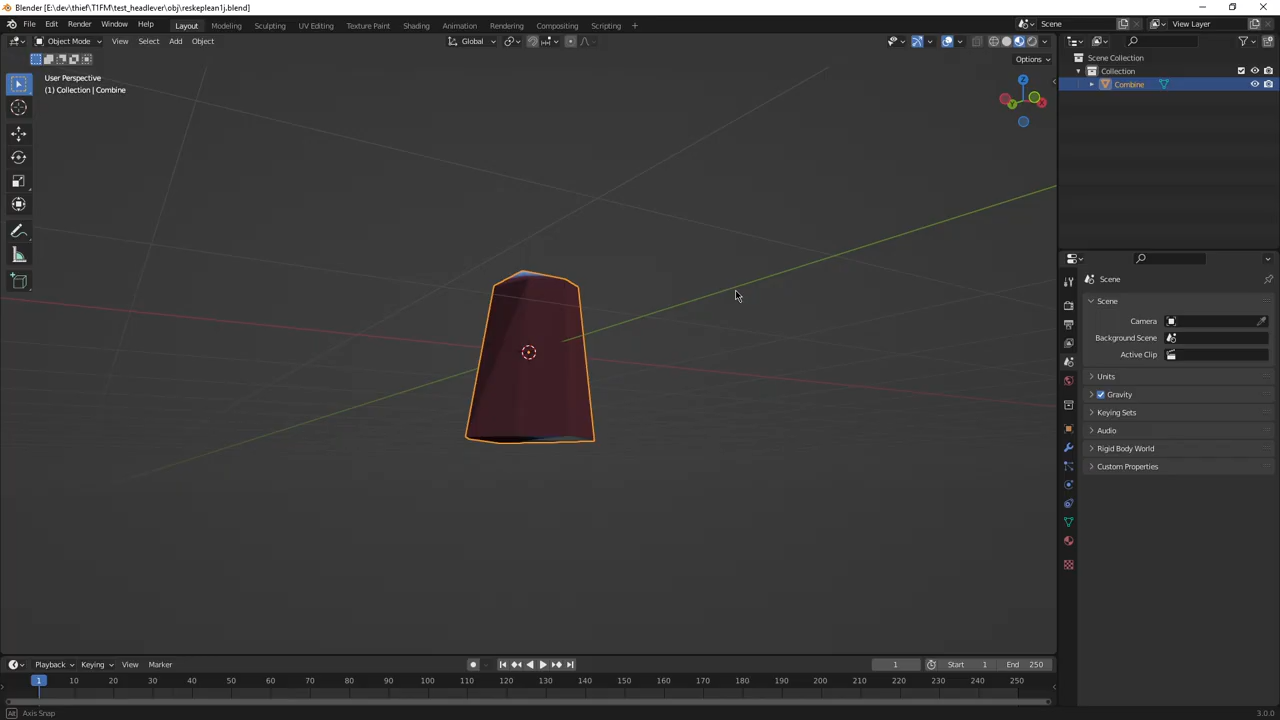 Blender [E:\dev\thief\T1FM\test_headlever\obj\reskeplean1j.blend]
File Edit Render Window Help Layout Modeling Sculpting UV Editing Texture Paint Shading Animation Rendering Compositing Scripting + Scene View Layer
Object Mode View Select Add Object Global
Options
User Perspective
(1) Collection | Combine
Z
Y
X
Scene Collection
Collection
Combine
Scene
Scene
Camera
Background Scene
Active Clip
Units
Gravity
Keying Sets
Audio
Rigid Body World
Custom Properties
Playback Keying View Marker 1 Start 1 End 250
1 10 20 30 40 50 60 70 80 90 100 110 120 130 140 150 160 170 180 190 200 210 220 230 240 250
Alt Axis Snap 3.0.0